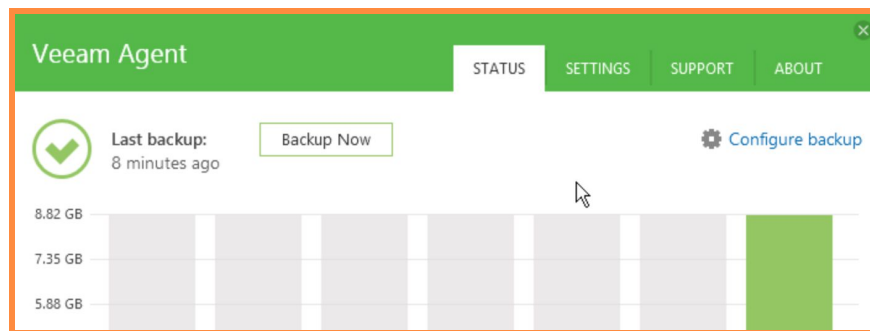 Veeam Agent
STATUS SETTINGS SUPPORT ABOUT
Last backup:
8 minutes ago
Backup Now
Configure backup
8.82 GB
7.35 GB
5.88 GB